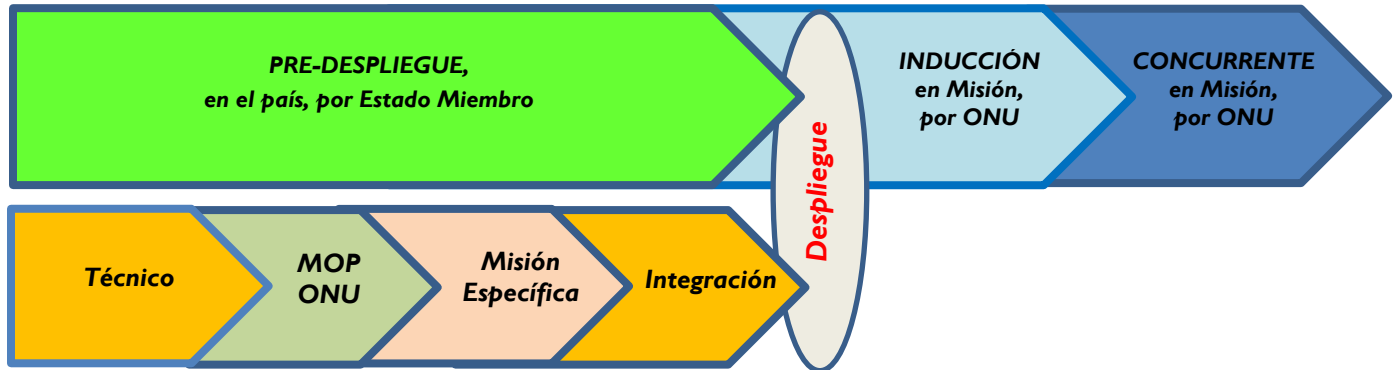 PRE-DESPLIEGUE,
en el país, por Estado Miembro
INDUCCIÓN
en Misión,
por ONU
CONCURRENTE
en Misión,
por ONU
Despliegue
Técnico
MOP
ONU
Misión
Específica
Integración